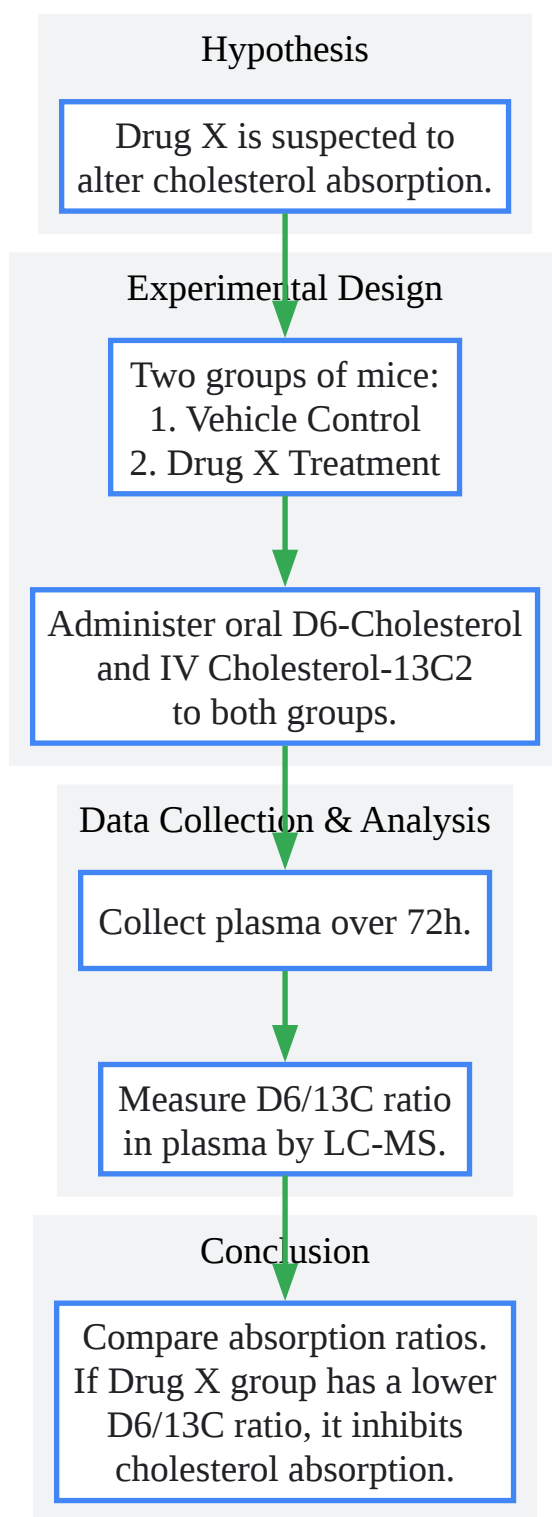 Hypothesis
Drug X is suspected to
alter cholesterol absorption.
Experimental Design
Two groups of mice:
1. Vehicle Control
2. Drug X Treatment
Administer oral D6-Cholesterol
and IV Cholesterol-13C2
to both groups.
Data Collection & Analysis
Collect plasma over 72h.
Measure D6/13C ratio
in plasma by LC-MS.
Conclusion
Compare absorption ratios.
If Drug X group has a lower
D6/13C ratio, it inhibits
cholesterol absorption.